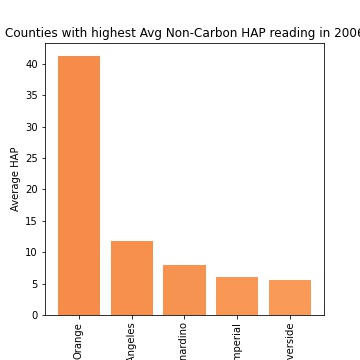 Counties with highest Avg Non-Carbon HAP reading in 2006
Average HAP
40
35
30
25
20
15
10
5
0
Orange
Angeles
nardino
mperial
verside